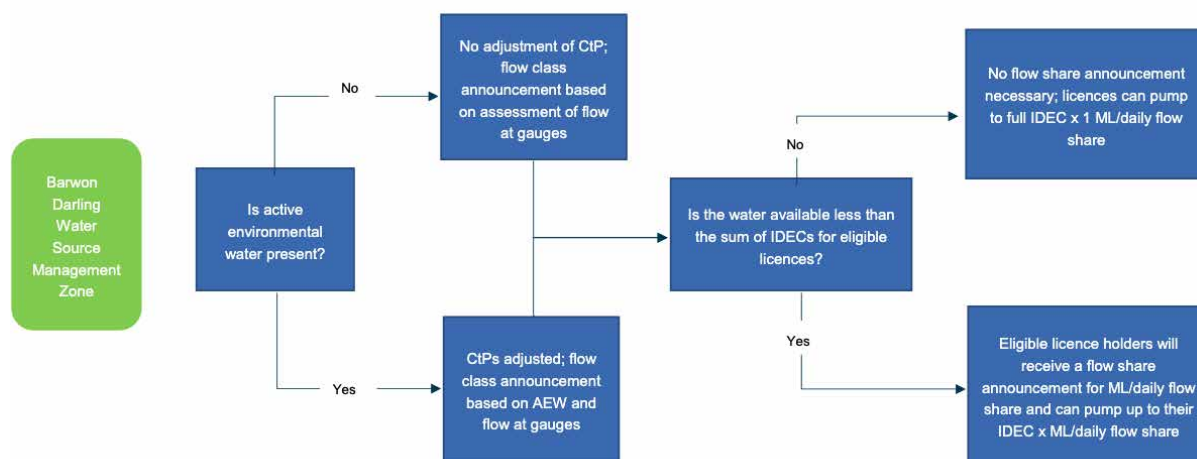 Barwon
Darling
Water
Source
Management
Zone
Is active
environmental
water present?
No
No adjustment of CtP;
flow class
announcement based
on assessment of flow
at gauges
Yes
CtPs adjusted; flow
class announcement
based on AEW and
flow at gauges
Is the water available less than
the sum of IDECs for eligible
licences?
No
No flow share announcement
necessary; licences can pump
to full IDEC x 1 ML/daily flow
share
Yes
Eligible licence holders will
receive a flow share
announcement for ML/daily flow
share and can pump up to their
IDEC x ML/daily flow share